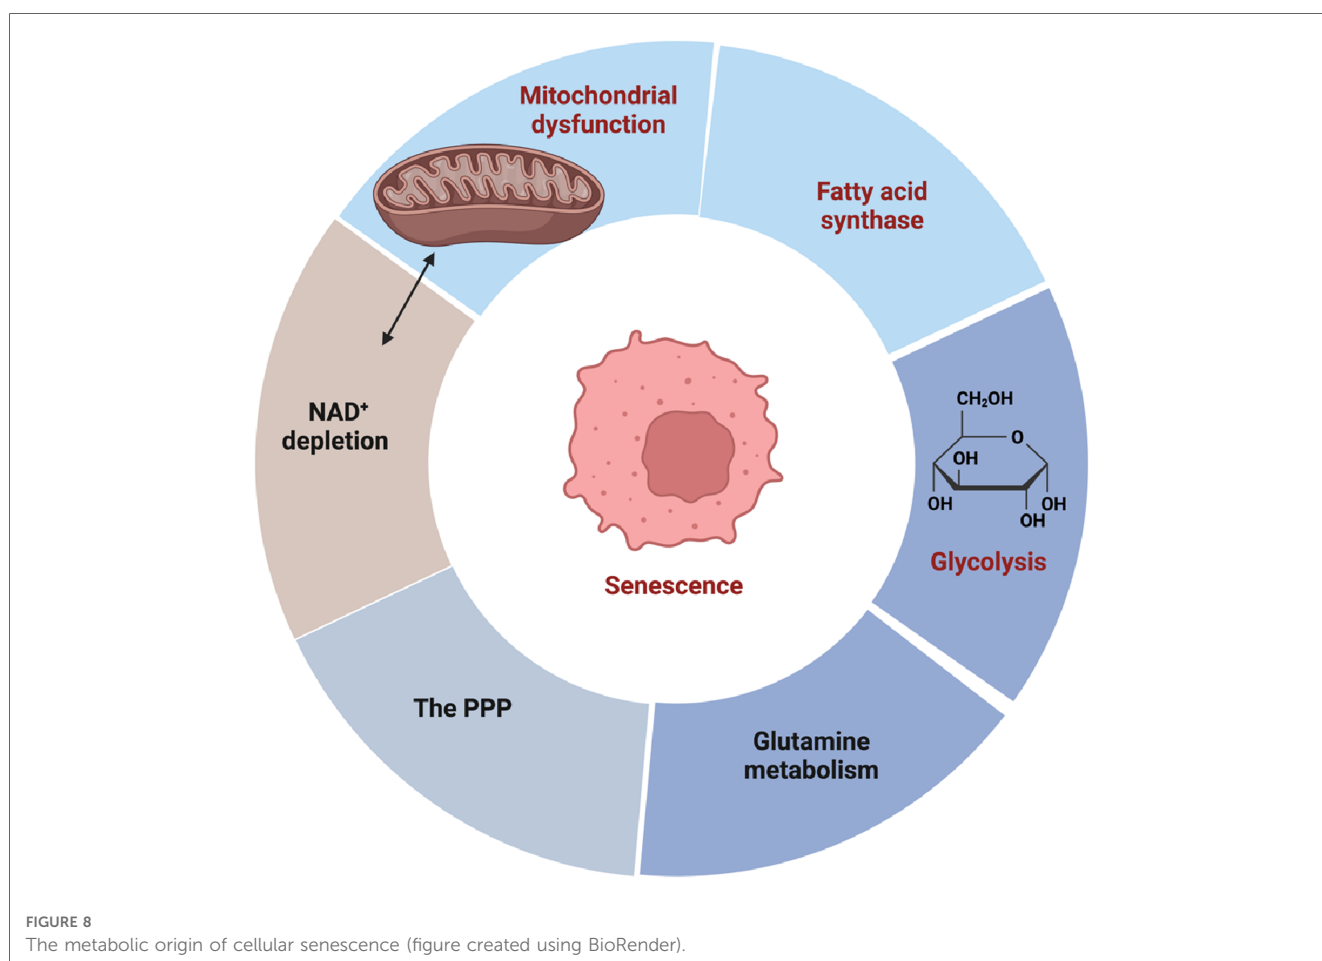 Mitochondrial
dysfunction
Fatty acid
synthase
CH₂OH
O
OH
OH
OH
OH
Glycolysis
NAD⁺
depletion
Senescence
The PPP
Glutamine
metabolism
FIGURE 8
The metabolic origin of cellular senescence (figure created using BioRender).